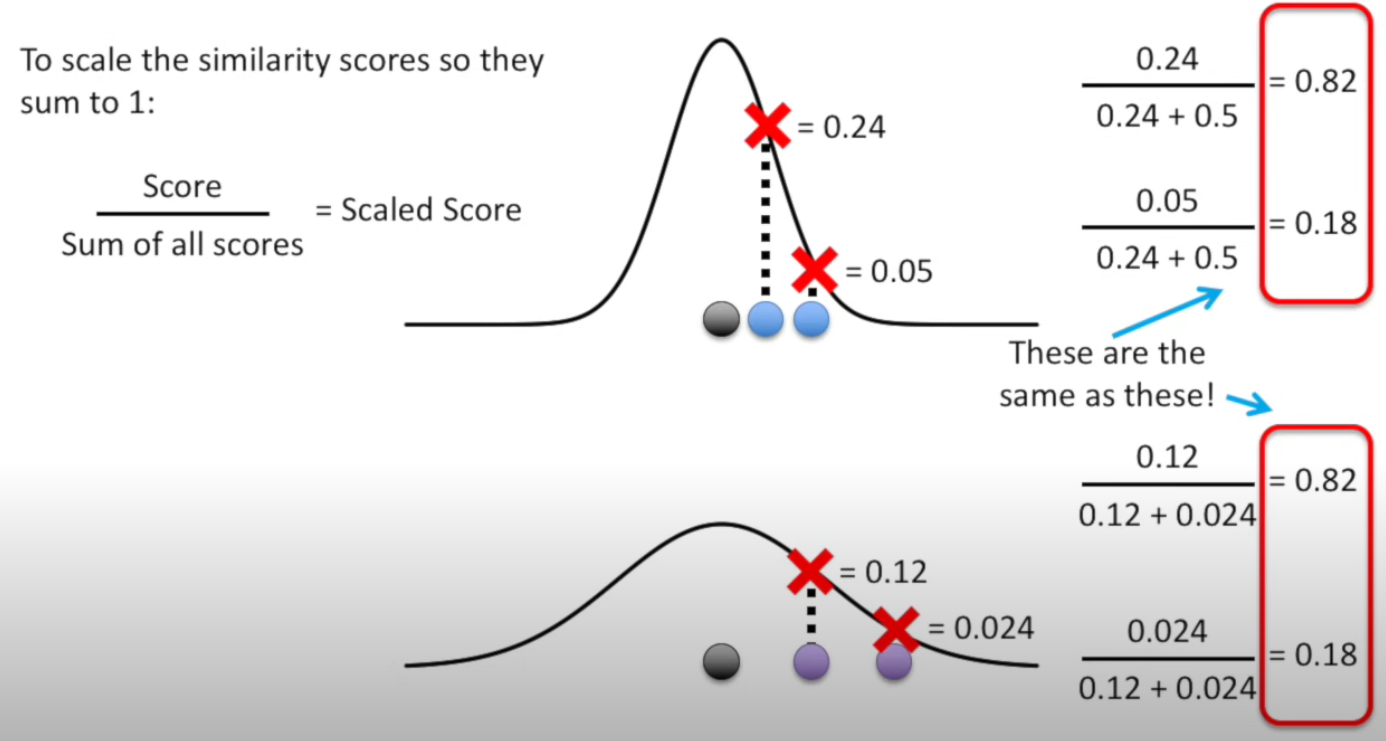 To scale the similarity scores so they
sum to 1:
Score
Sum of all scores
= Scaled Score
= 0.24
= 0.05
0.24
0.24 + 0.5
= 0.82
0.05
0.24 + 0.5
= 0.18
These are the
same as these!
= 0.12
= 0.024
0.12
0.12 + 0.024
= 0.82
0.024
0.12 + 0.024
= 0.18